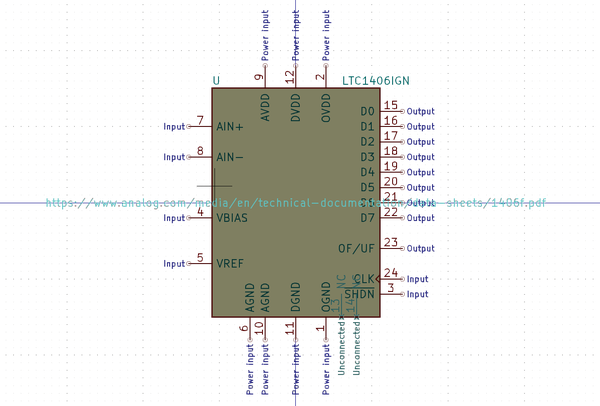 Power input
Power input
Power input
9
12
2
U
LTC1406IGN
AVDD
DVDD
OVDD
D0 15 Output
Input 7 AIN+
D1 16 Output
D2 17 Output
Input 8 AIN-
D3 18 Output
D4 19 Output
D5 20 Output
https://www.analog.com/media/en/technical-documentation/data-sheets/1406f.pdf
D6 21 Output
Input 4 VBIAS
D7 22 Output
OF/UF 23 Output
Input 5 VREF
CLK 24 Input
SHDN 3 Input
AGND
AGND
DGND
OGND
NC
NC
6
10
11
1
13
14
Power input
Power input
Power input
Power input
Unconnected
Unconnected